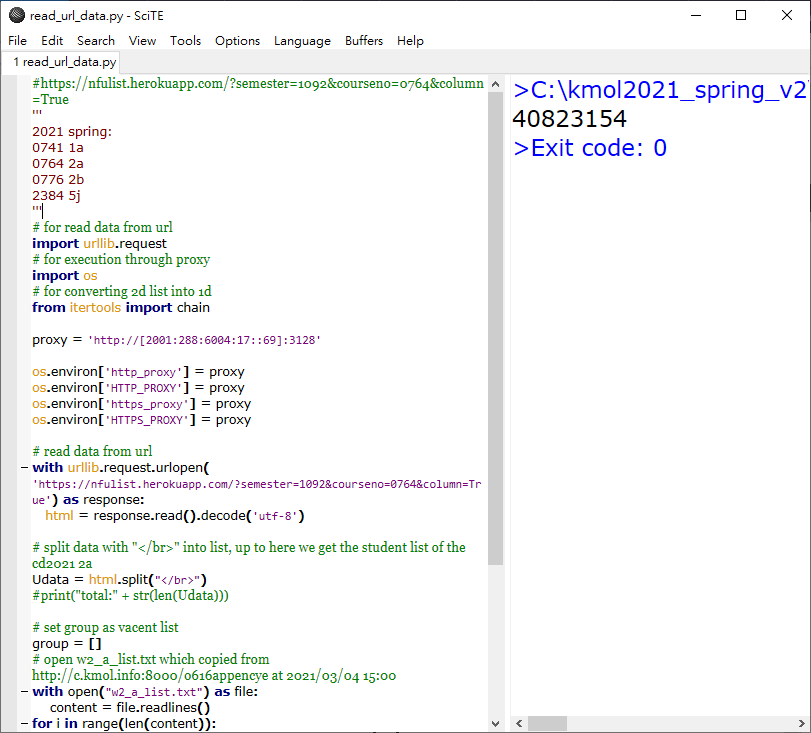 read_url_data.py - SciTE
File Edit Search View Tools Options Language Buffers Help
1 read_url_data.py
#https://nfulist.herokuapp.com/?semester=1092&courseno=0764&column
=True
'''
2021 spring:
0741 1a
0764 2a
0776 2b
2384 5j
'''
# for read data from url
import urllib.request
# for execution through proxy
import os
# for converting 2d list into 1d
from itertools import chain
proxy = 'http://[2001:288:6004:17::69]:3128'
os.environ['http_proxy'] = proxy
os.environ['HTTP_PROXY'] = proxy
os.environ['https_proxy'] = proxy
os.environ['HTTPS_PROXY'] = proxy
# read data from url
with urllib.request.urlopen(
'https://nfulist.herokuapp.com/?semester=1092&courseno=0764&column=Tr
ue') as response:
html = response.read().decode('utf-8')
# split data with "</br>" into list, up to here we get the student list of the
cd2021 2a
Udata = html.split("</br>")
#print("total:" + str(len(Udata)))
# set group as vacent list
group = []
# open w2_a_list.txt which copied from
http://c.kmol.info:8000/o616appencye at 2021/03/04 15:00
with open("w2_a_list.txt") as file:
content = file.readlines()
for i in range(len(content)):
>C:\kmol2021_spring_v2\
40823154
>Exit code: 0